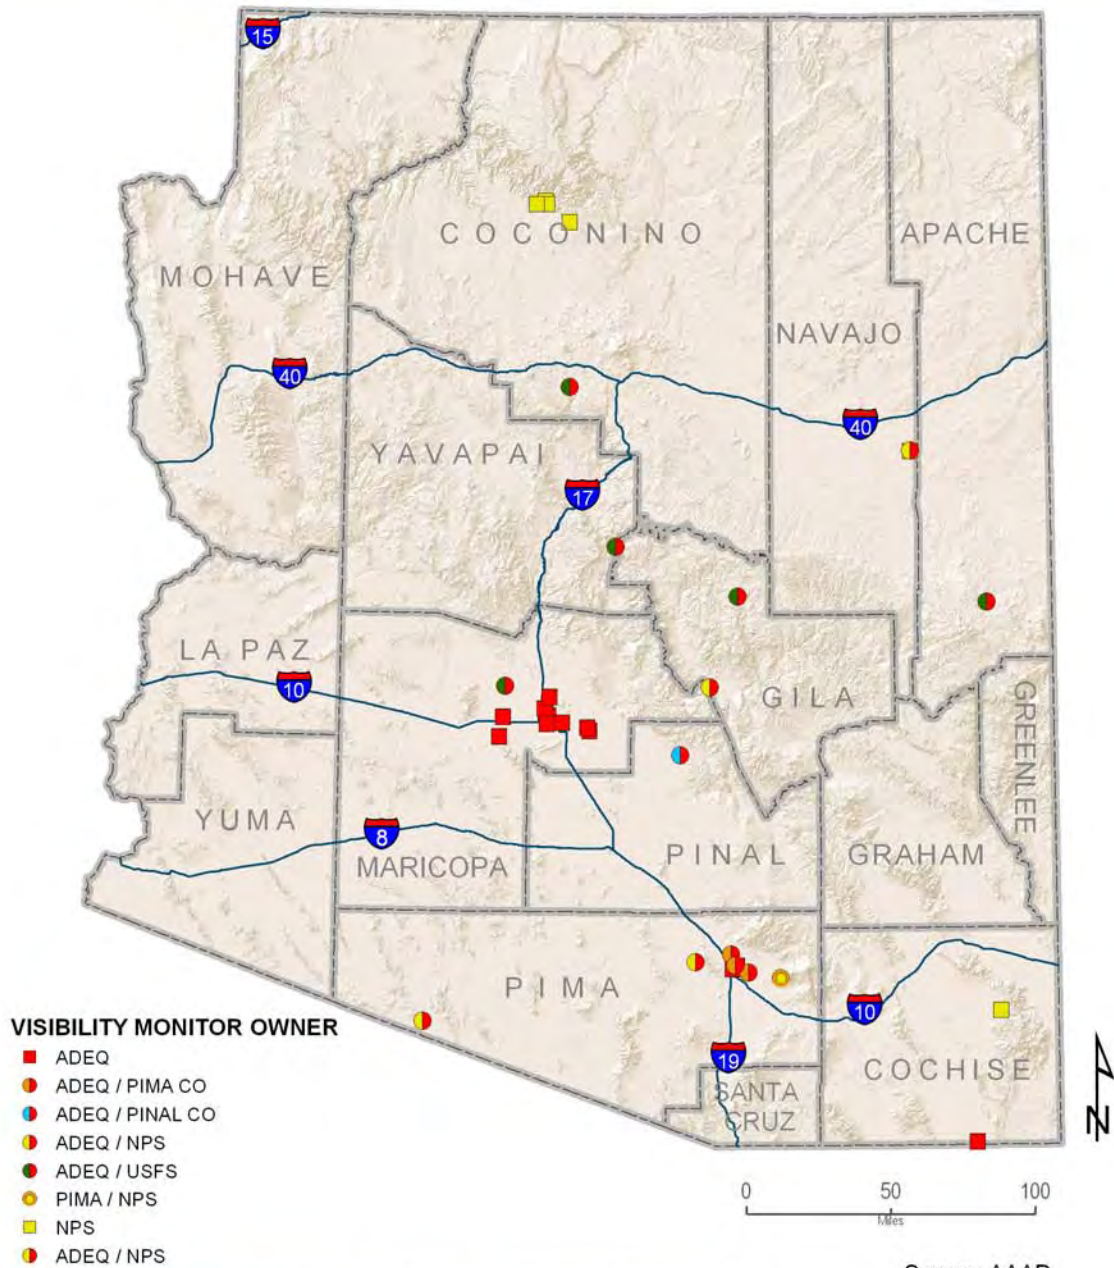 15
COCONINO
APACHE
MOHAVE
NAVAJO
40
40
YAVAPAI
17
LA PAZ
10
GILA
GREENLEE
YUMA
8
MARICOPA
PINAL
GRAHAM
PIMA
10
19
COCHISE
SANTA
CRUZ
N
VISIBILITY MONITOR OWNER
ADEQ
ADEQ / PIMA CO
ADEQ / PINAL CO
ADEQ / NPS
ADEQ / USFS
PIMA / NPS
NPS
ADEQ / NPS
0 50 100
Miles